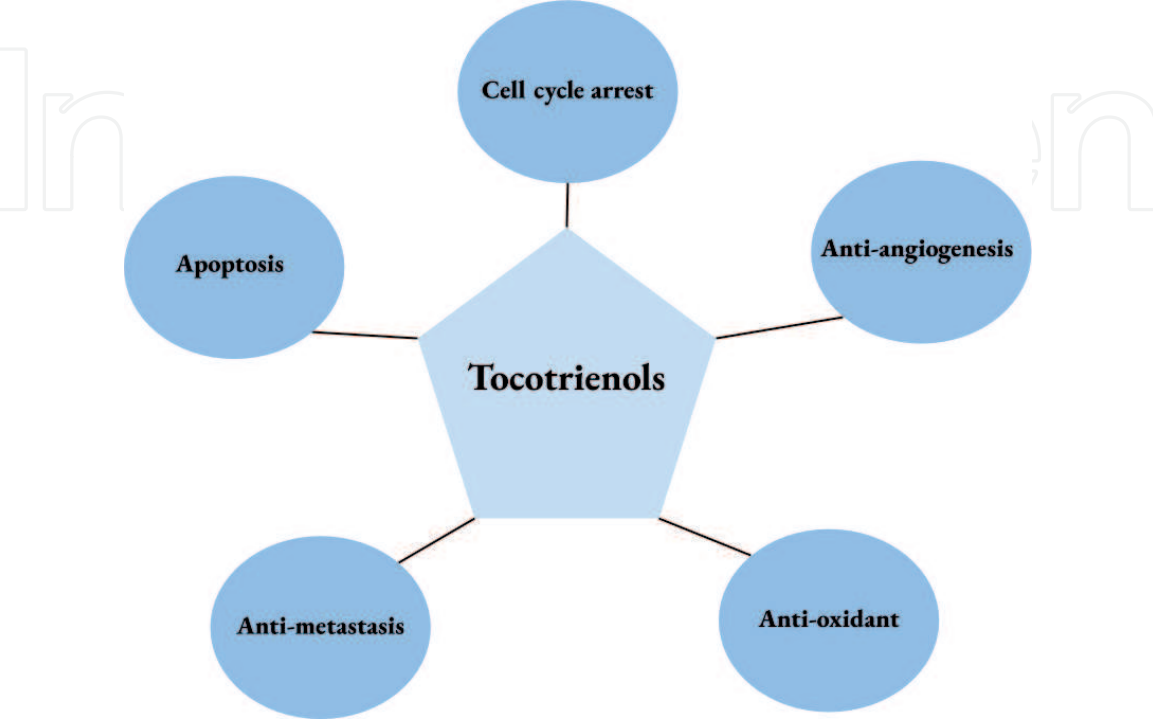 Cell cycle arrest
Anti-angiogenesis
Apoptosis
Tocotrienols
Anti-metastasis
Anti-oxidant